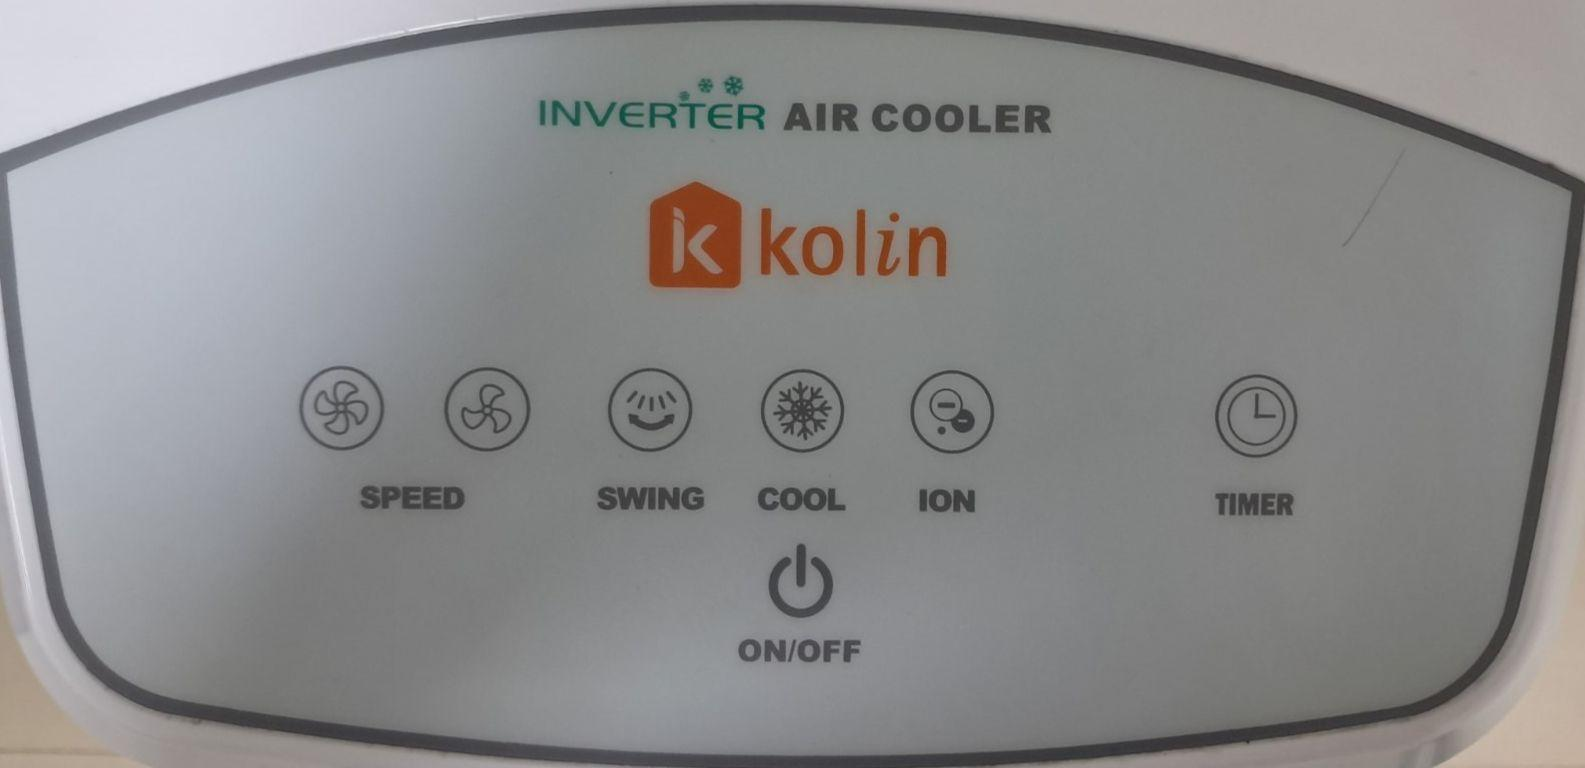 INVERTER AIR COOLER
k kolin
SPEED SWING COOL ION TIMER
ON/OFF